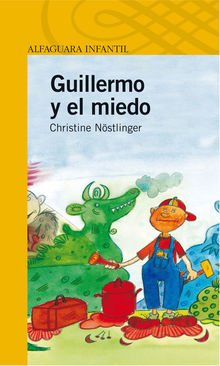 ALFAGUARA INFANTIL
Guillermo
y el miedo
Christine Nöstlinger